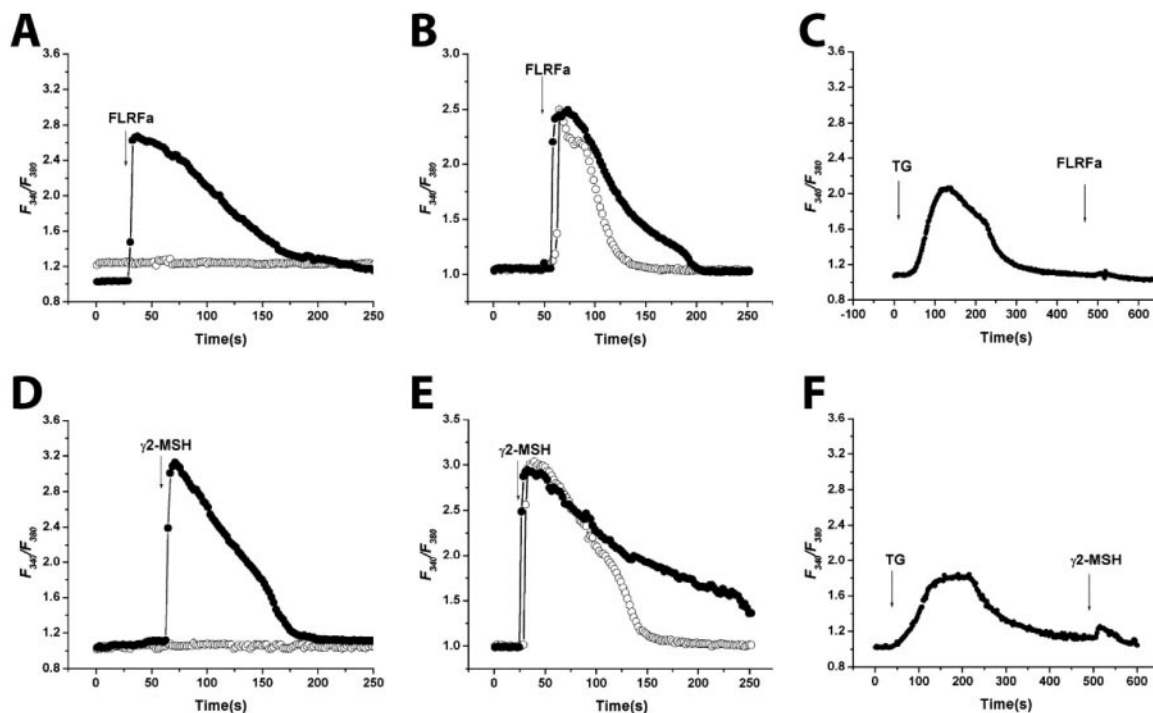 A
FLRFa
F340/F380
3.6
3.2
2.8
2.4
2.0
1.6
1.2
0.8
0 50 100 150 200 250
Time(s)
B
FLRFa
F340/F380
3.0
2.5
2.0
1.5
1.0
0 50 100 150 200 250
Time(s)
C
TG FLRFa
F340/F380
3.6
3.2
2.8
2.4
2.0
1.6
1.2
0.8
-100 0 100 200 300 400 500 600
Time(s)
D
γ2-MSH
F340/F380
3.6
3.2
2.8
2.4
2.0
1.6
1.2
0.8
0 50 100 150 200 250
Time(s)
E
γ2-MSH
F340/F380
3.5
3.0
2.5
2.0
1.5
1.0
0 50 100 150 200 250
Time(s)
F
TG γ2-MSH
F340/F380
3.6
3.2
2.8
2.4
2.0
1.6
1.2
0.8
0 100 200 300 400 500 600
Time(s)